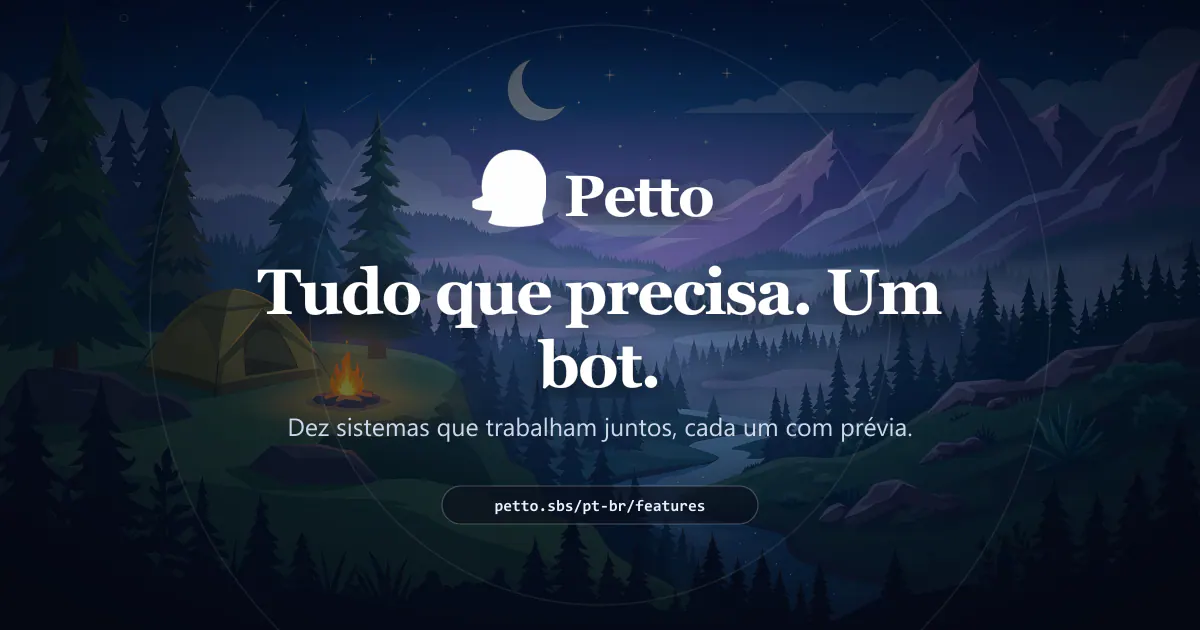 Petto
Tudo que precisa. Um
bot.
Dez sistemas que trabalham juntos, cada um com prévia.
petto.sbs/pt-br/features